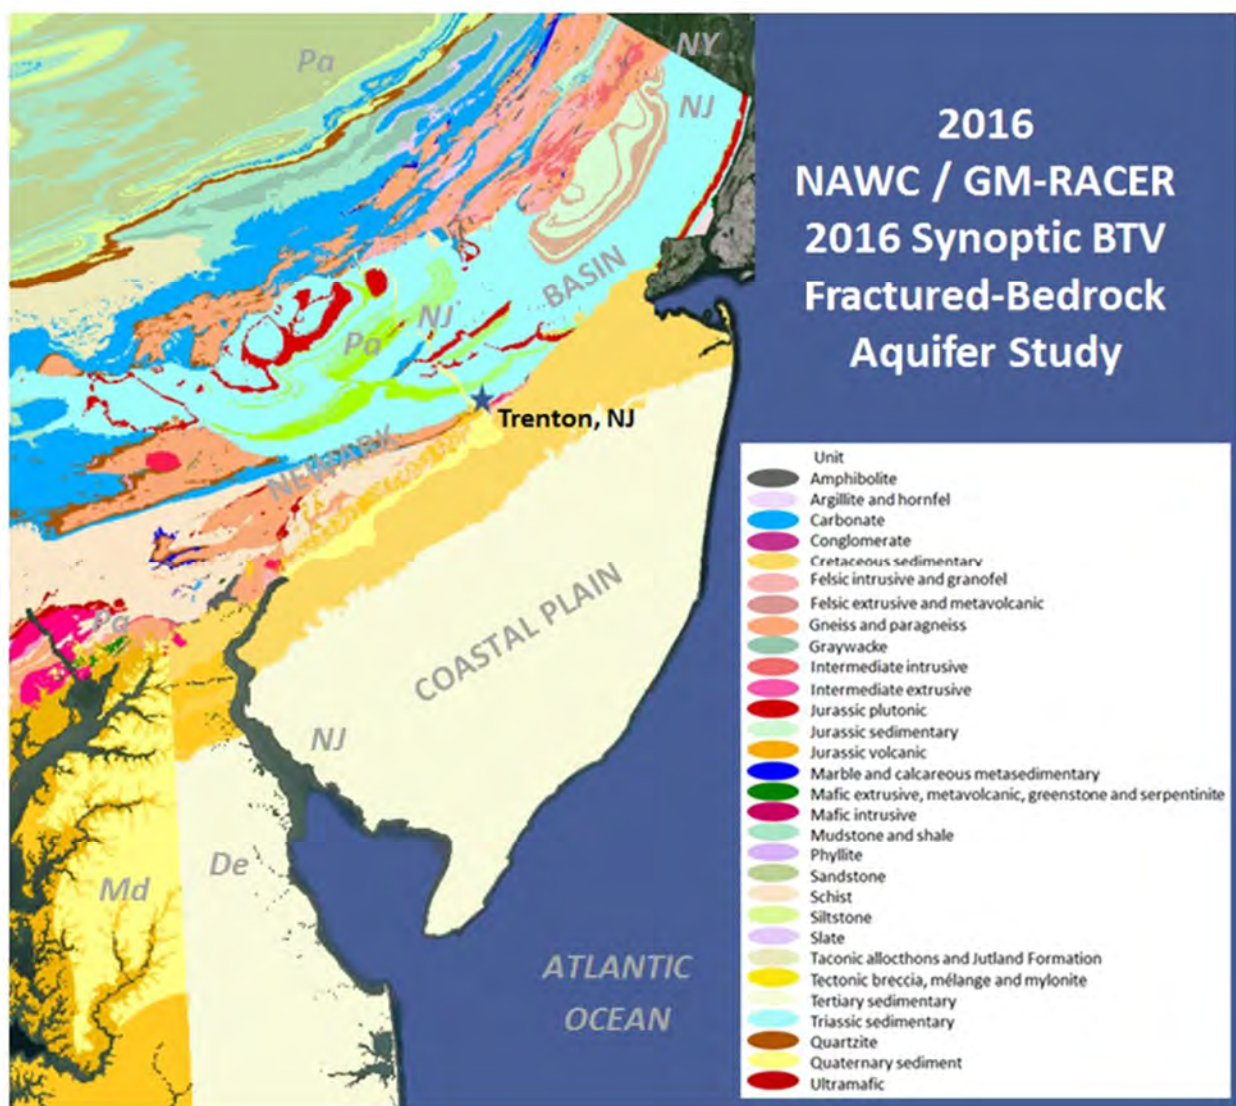 Pa
NY
NJ
2016
NAWC / GM-RACER
2016 Synoptic BTV
Fractured-Bedrock
Aquifer Study
BASIN
NJ
Pa
Trenton, NJ
NEWARK
COASTAL PLAIN
Pa
NJ
De
Md
ATLANTIC
OCEAN
Unit
Amphibolite
Argillite and hornfel
Carbonate
Conglomerate
Cretaceous sedimentary
Felsic intrusive and granofel
Felsic extrusive and metavolcanic
Gneiss and paragneiss
Graywacke
Intermediate intrusive
Intermediate extrusive
Jurassic plutonic
Jurassic sedimentary
Jurassic volcanic
Marble and calcareous metasedimentary
Mafic extrusive, metavolcanic, greenstone and serpentinite
Mafic intrusive
Mudstone and shale
Phyllite
Sandstone
Schist
Siltstone
Slate
Taconic allocthons and Jutland Formation
Tectonic breccia, mélange and mylonite
Tertiary sedimentary
Triassic sedimentary
Quartzite
Quaternary sediment
Ultramafic